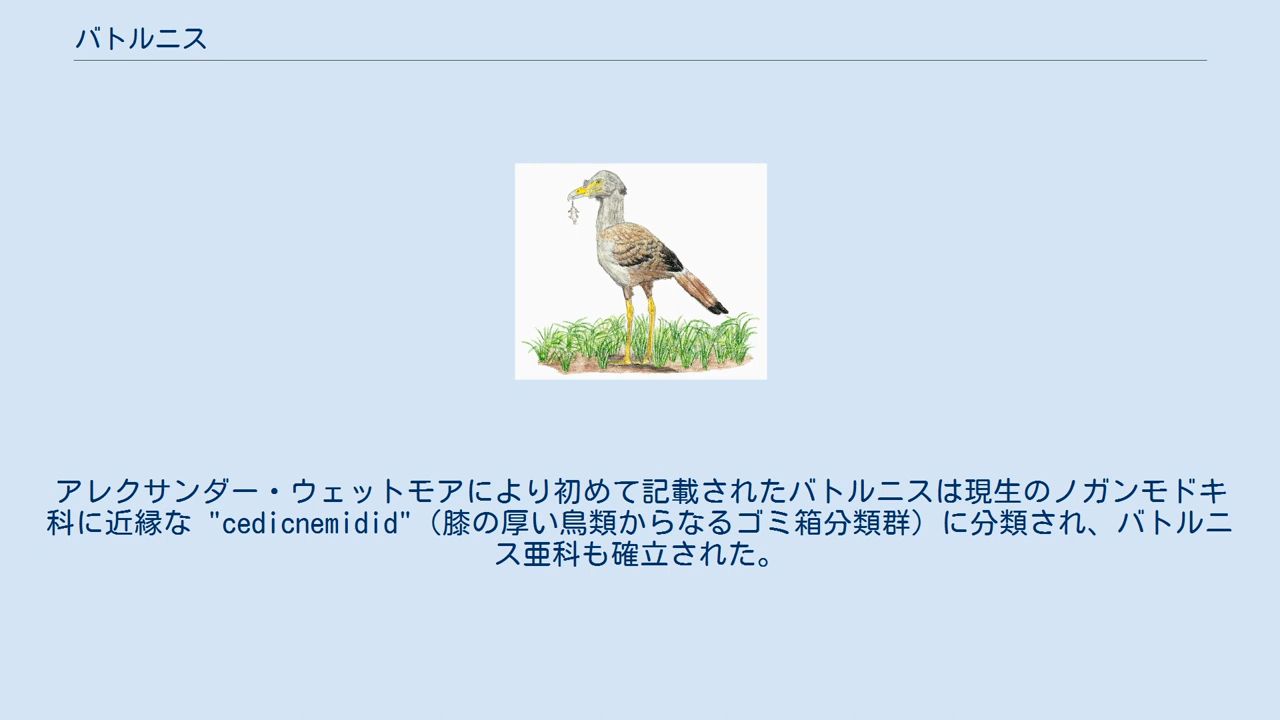 バトルニス
アレクサンダー・ウェットモアにより初めて記載されたバトルニスは現生のノガンモドキ
科に近縁な "cedicnemidid"（膝の厚い鳥類からなるゴミ箱分類群）に分類され、バトルニ
ス亜科も確立された。